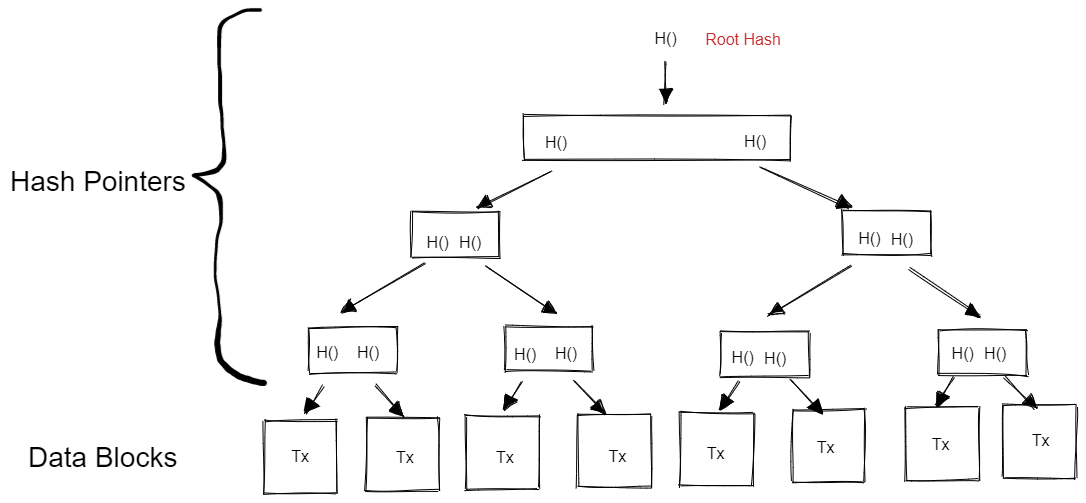 H() Root Hash
H() H()
Hash Pointers
H() H() H() H()
H() H() H() H() H() H() H() H()
Data Blocks
Tx Tx Tx Tx Tx Tx Tx Tx